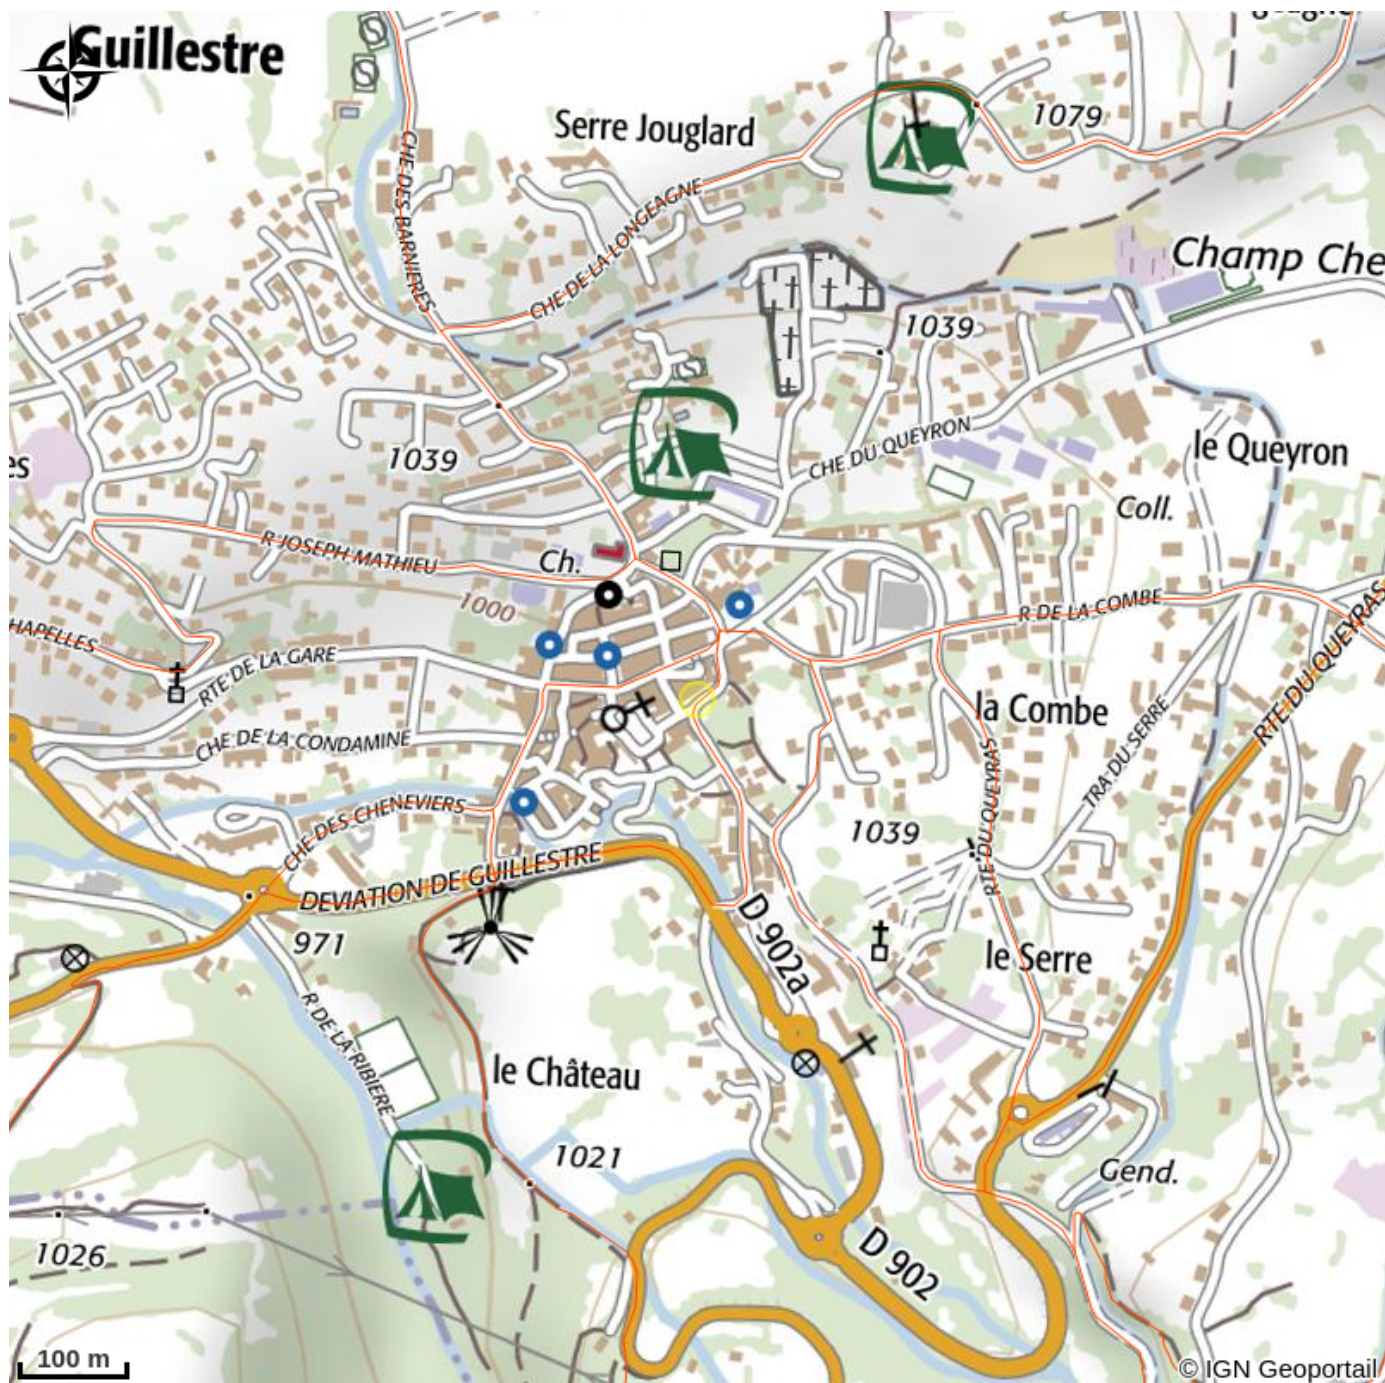 Guillestre
Serre Jouglard
1079
CHE DES BARNIERES
CHE DE LA LONGEAGNE
Champ Che
1039
1039
CHE DU QUEYRON
le Queyron
es
Coll.
R JOSEPH MATHIEU
Ch.
1000
R DE LA COMBE
HAPELLES
RTE DE LA GARE
RTE DU QUEYRAS
la Combe
CHE DE LA CONDAMINE
TRA DU SERRE
RTE DU QUEYRAS
CHE DES CHENEVIERS
1039
DEVIATION DE GUILLESTRE
D 902a
971
le Serre
R DE LA RIBIERE
le Château
1021
Gend.
1026
D 902
100 m
© IGN Geoportail